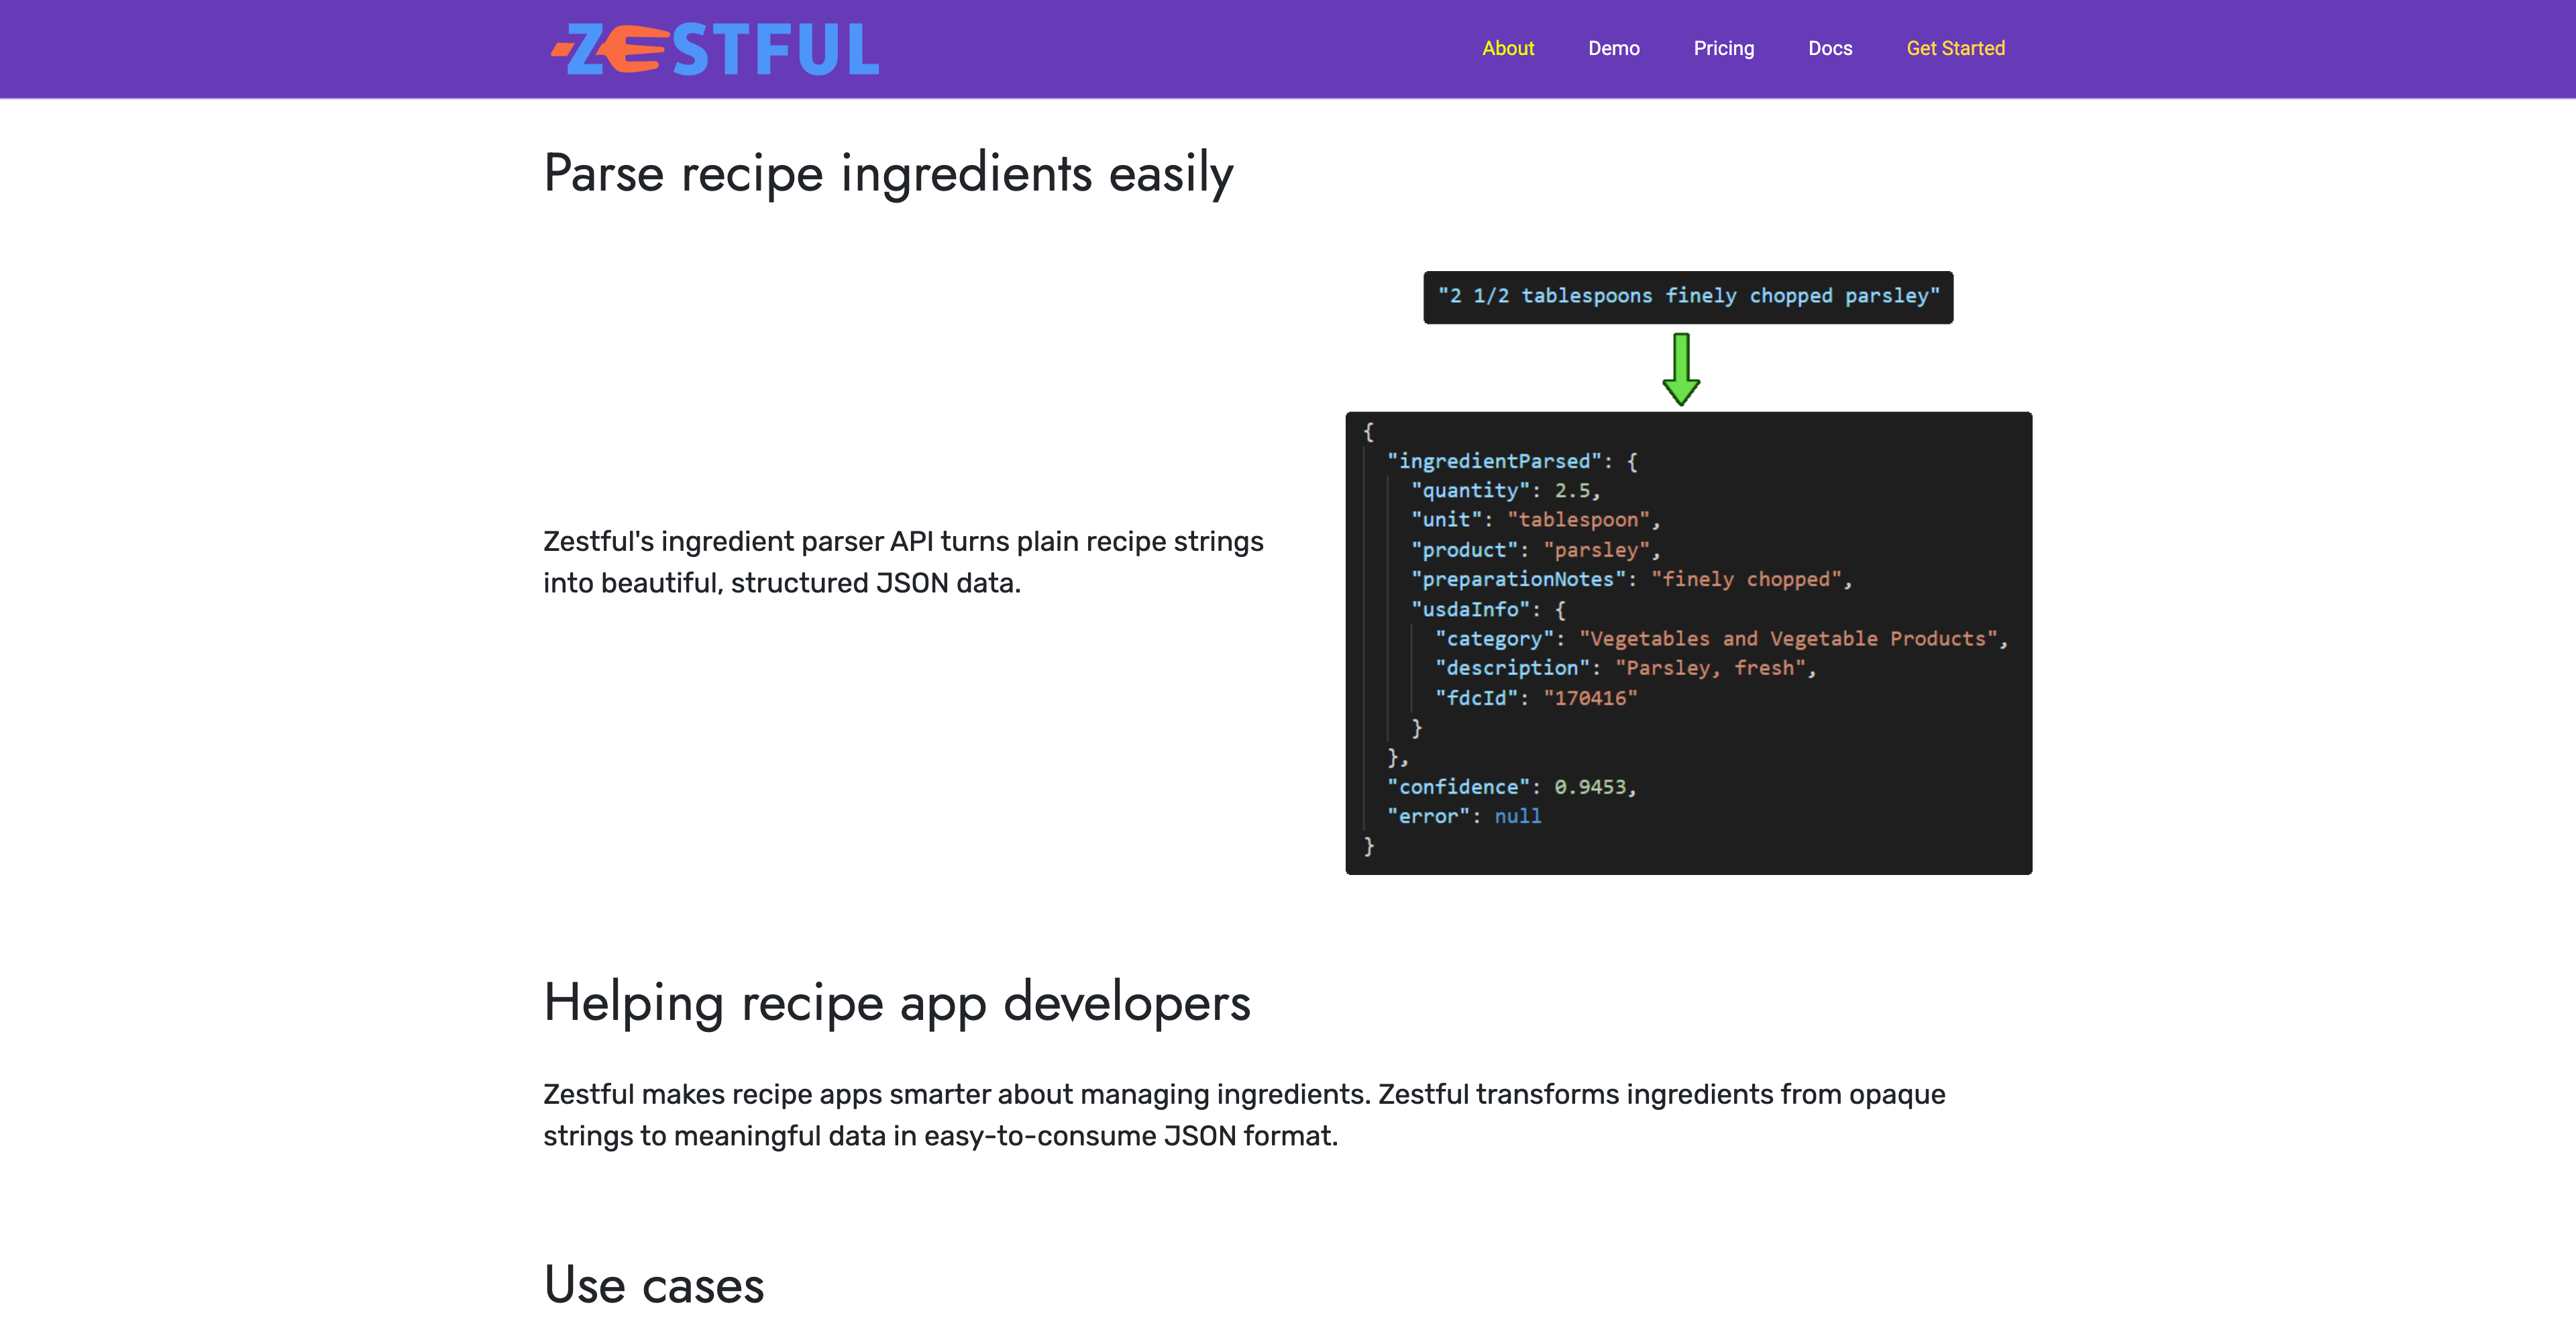 ZESTFUL
About Demo Pricing Docs Get Started
Parse recipe ingredients easily
Zestful's ingredient parser API turns plain recipe strings
into beautiful, structured JSON data.
"2 1/2 tablespoons finely chopped parsley"
{
"ingredientParsed": {
"quantity": 2.5,
"unit": "tablespoon",
"product": "parsley",
"preparationNotes": "finely chopped",
"usdaInfo": {
"category": "Vegetables and Vegetable Products",
"description": "Parsley, fresh",
"fdcId": "170416"
}
},
"confidence": 0.9453,
"error": null
}
Helping recipe app developers
Zestful makes recipe apps smarter about managing ingredients. Zestful transforms ingredients from opaque
strings to meaningful data in easy-to-consume JSON format.
Use cases